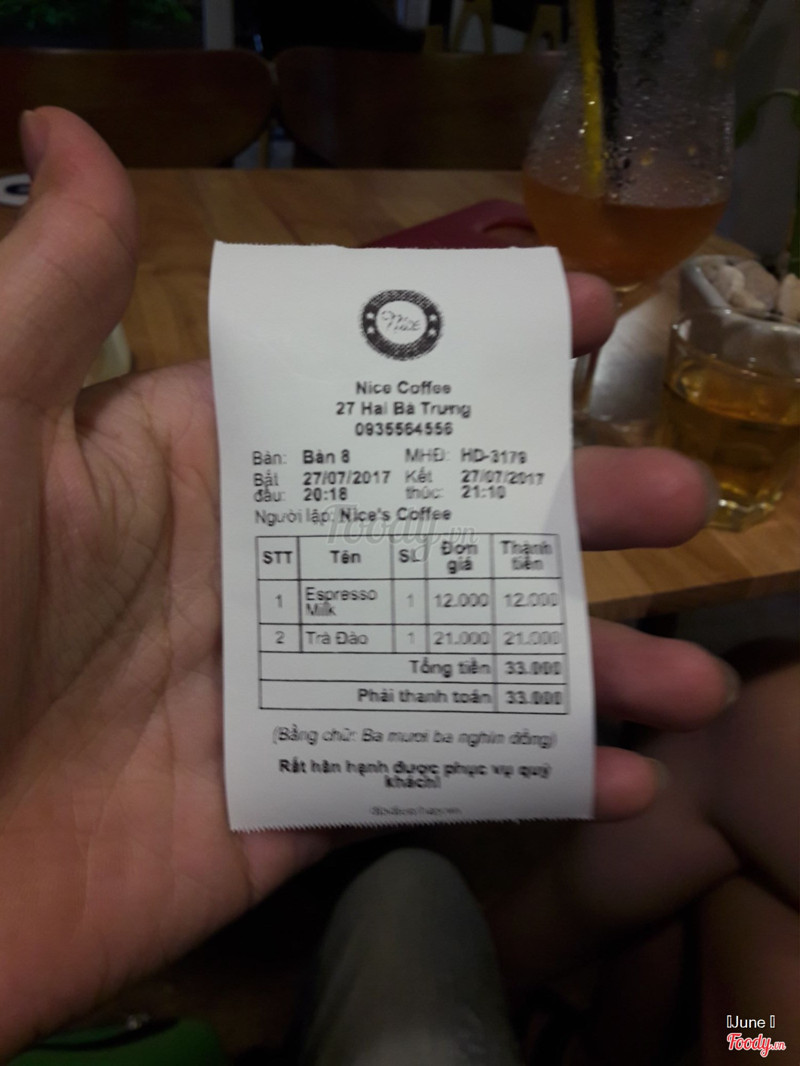 Nice Coffee
27 Hai Bà Trưng
0935564556
Bàn: Bàn 8 MHĐ: HD-3179
Bắt đầu: 27/07/2017 20:18 Kết thúc: 27/07/2017 21:10
Người lập: Nice's Coffee
Foody.vn
STT Tên SL Đơn giá Thành tiền
1 Espresso Milk 1 12.000 12.000
2 Trà Đào 1 21.000 21.000
Tổng tiền 33.000
Phải thanh toán 33.000
(Bằng chữ: Ba mươi ba nghìn đồng)
Rất hân hạnh được phục vụ quý
khách!
June
Foody.vn